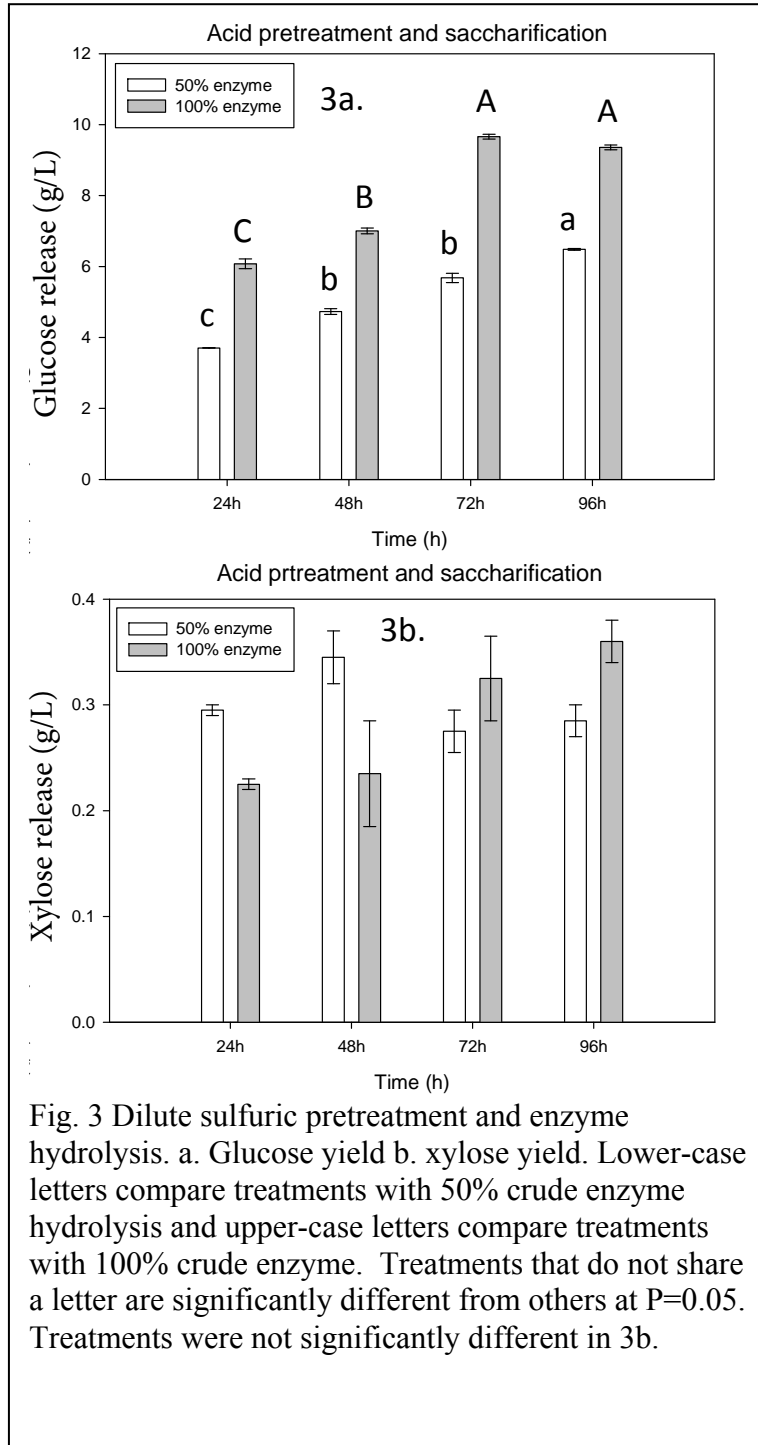 Acid pretreatment and saccharification
12
10
8
6
4
2
0
Glucose release (g/L)
50% enzyme
100% enzyme
3a.
c
C
b
B
b
A
a
A
24h
48h
72h
96h
Time (h)
Acid prtreatment and saccharification
0.4
0.3
0.2
0.1
0.0
Xylose release (g/L)
50% enzyme
100% enzyme
3b.
24h
48h
72h
96h
Time (h)
Fig. 3 Dilute sulfuric pretreatment and enzyme
hydrolysis. a. Glucose yield b. xylose yield. Lower-case
letters compare treatments with 50% crude enzyme
hydrolysis and upper-case letters compare treatments
with 100% crude enzyme.  Treatments that do not share
a letter are significantly different from others at P=0.05.
Treatments were not significantly different in 3b.